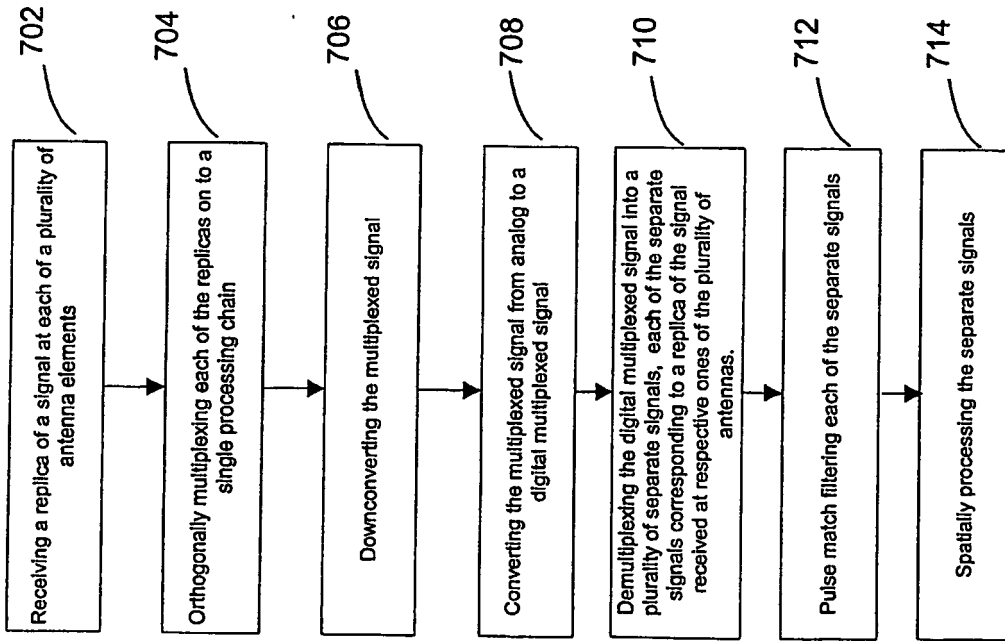 702
Receiving a replica of a signal at each of a plurality of
antenna elements
704
Orthogonally multiplexing each of the replicas on to a
single processing chain
706
Downconverting the multiplexed signal
708
Converting the multiplexed signal from analog to a
digital multiplexed signal
710
Demultiplexing the digital multiplexed signal into a
plurality of separate signals, each of the separate
signals corresponding to a replica of the signal
received at respective ones of the plurality of
antennas.
712
Pulse match filtering each of the separate signals
714
Spatially processing the separate signals